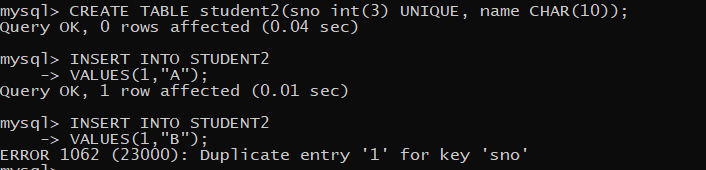 mysql> CREATE TABLE student2(sno int(3) UNIQUE, name CHAR(10));
Query OK, 0 rows affected (0.04 sec)
mysql> INSERT INTO STUDENT2
    -> VALUES(1,"A");
Query OK, 1 row affected (0.01 sec)
mysql> INSERT INTO STUDENT2
    -> VALUES(1,"B");
ERROR 1062 (23000): Duplicate entry '1' for key 'sno'
mysql>